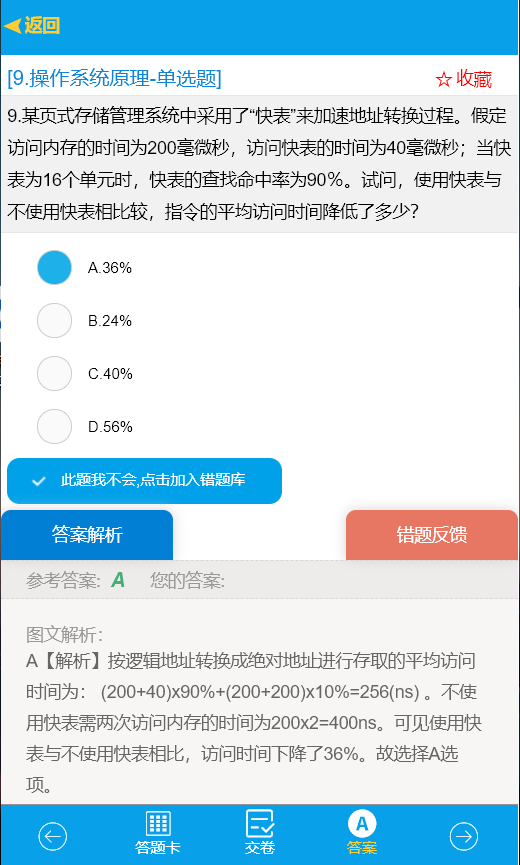 返回
[9.操作系统原理-单选题]
☆收藏
9.某页式存储管理系统中采用了“快表”来加速地址转换过程。假定
访问内存的时间为200毫微秒，访问快表的时间为40毫微秒；当快
表为16个单元时，快表的查找命中率为90%。试问，使用快表与
不使用快表相比较，指令的平均访问时间降低了多少？
A.36%
B.24%
C.40%
D.56%
此题我不会,点击加入错题库
答案解析
错题反馈
参考答案: A 您的答案:
图文解析：
A【解析】按逻辑地址转换成绝对地址进行存取的平均访问
时间为： (200+40)x90%+(200+200)x10%=256(ns) 。不使
用快表需两次访问内存的时间为200x2=400ns。可见使用快
表与不使用快表相比，访问时间下降了36%。故选择A选
项。
答题卡
交卷
A
答案